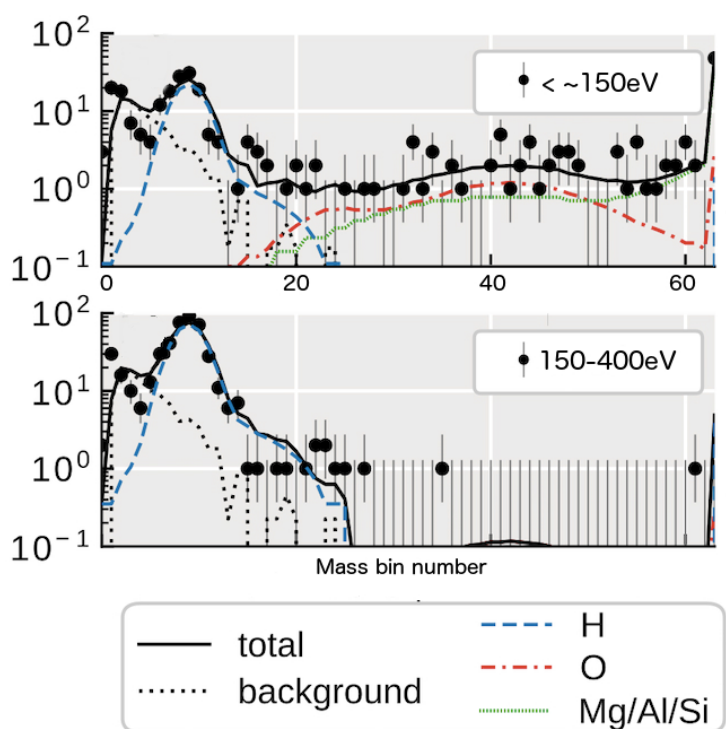 10²
10¹
10⁰
10⁻¹
< ~150eV
0 20 40 60
10²
10¹
10⁰
10⁻¹
150-400eV
Mass bin number
total
background
H
O
Mg/Al/Si